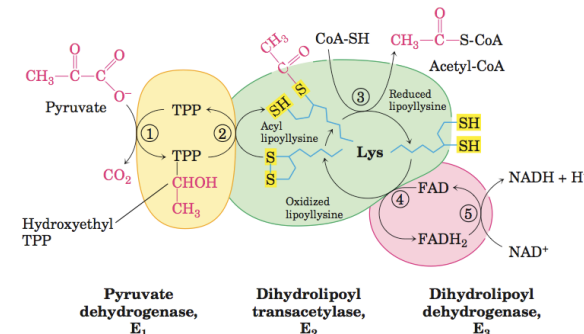 CH₃
C
O
CoA-SH
O
CH₃—C—S-CoA
Acetyl-CoA
O O
CH₃—C—C
O⁻
Pyruvate
S
SH
③
Reduced
lipoyllysine
TPP
①
②
Acyl
lipoyllysine
SH
SH
Lys
TPP
S
S
CO₂
CHOH
CH₃
Oxidized
lipoyllysine
Hydroxyethyl
TPP
④
FAD
⑤
NADH + H
FADH₂
NAD⁺
Pyruvate
dehydrogenase,
E₁
Dihydrolipoyl
transacetylase,
E₂
Dihydrolipoyl
dehydrogenase,
E₃